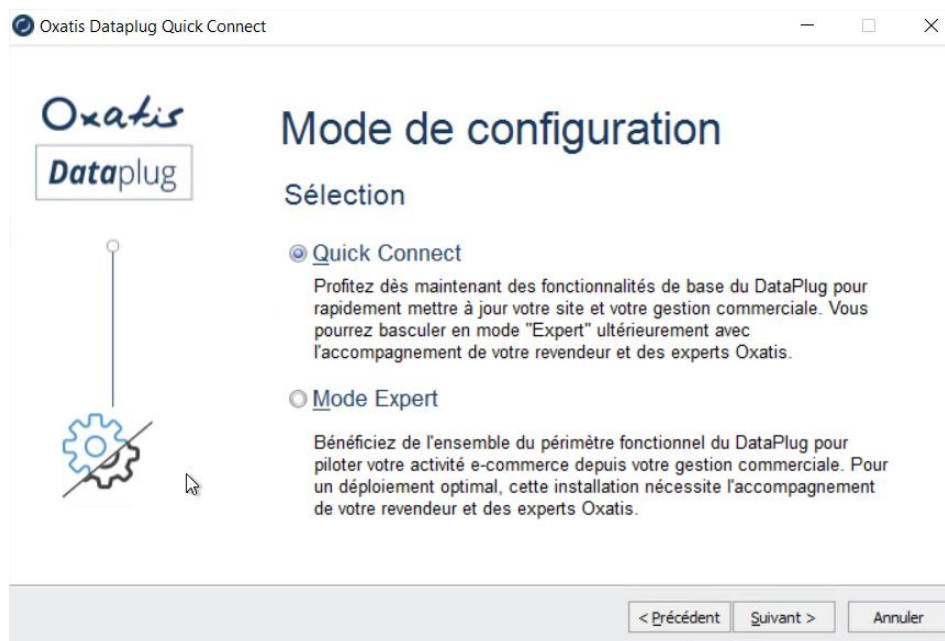 Oxatis Dataplug Quick Connect
Oxatis
Dataplug
Mode de configuration
Sélection
Quick Connect
Profitez dès maintenant des fonctionnalités de base du DataPlug pour
rapidement mettre à jour votre site et votre gestion commerciale. Vous
pourrez basculer en mode "Expert" ultérieurement avec
l'accompagnement de votre revendeur et des experts Oxatis.
Mode Expert
Bénéficiez de l'ensemble du périmètre fonctionnel du DataPlug pour
piloter votre activité e-commerce depuis votre gestion commerciale. Pour
un déploiement optimal, cette installation nécessite l'accompagnement
de votre revendeur et des experts Oxatis.
< Précédent Suivant > Annuler